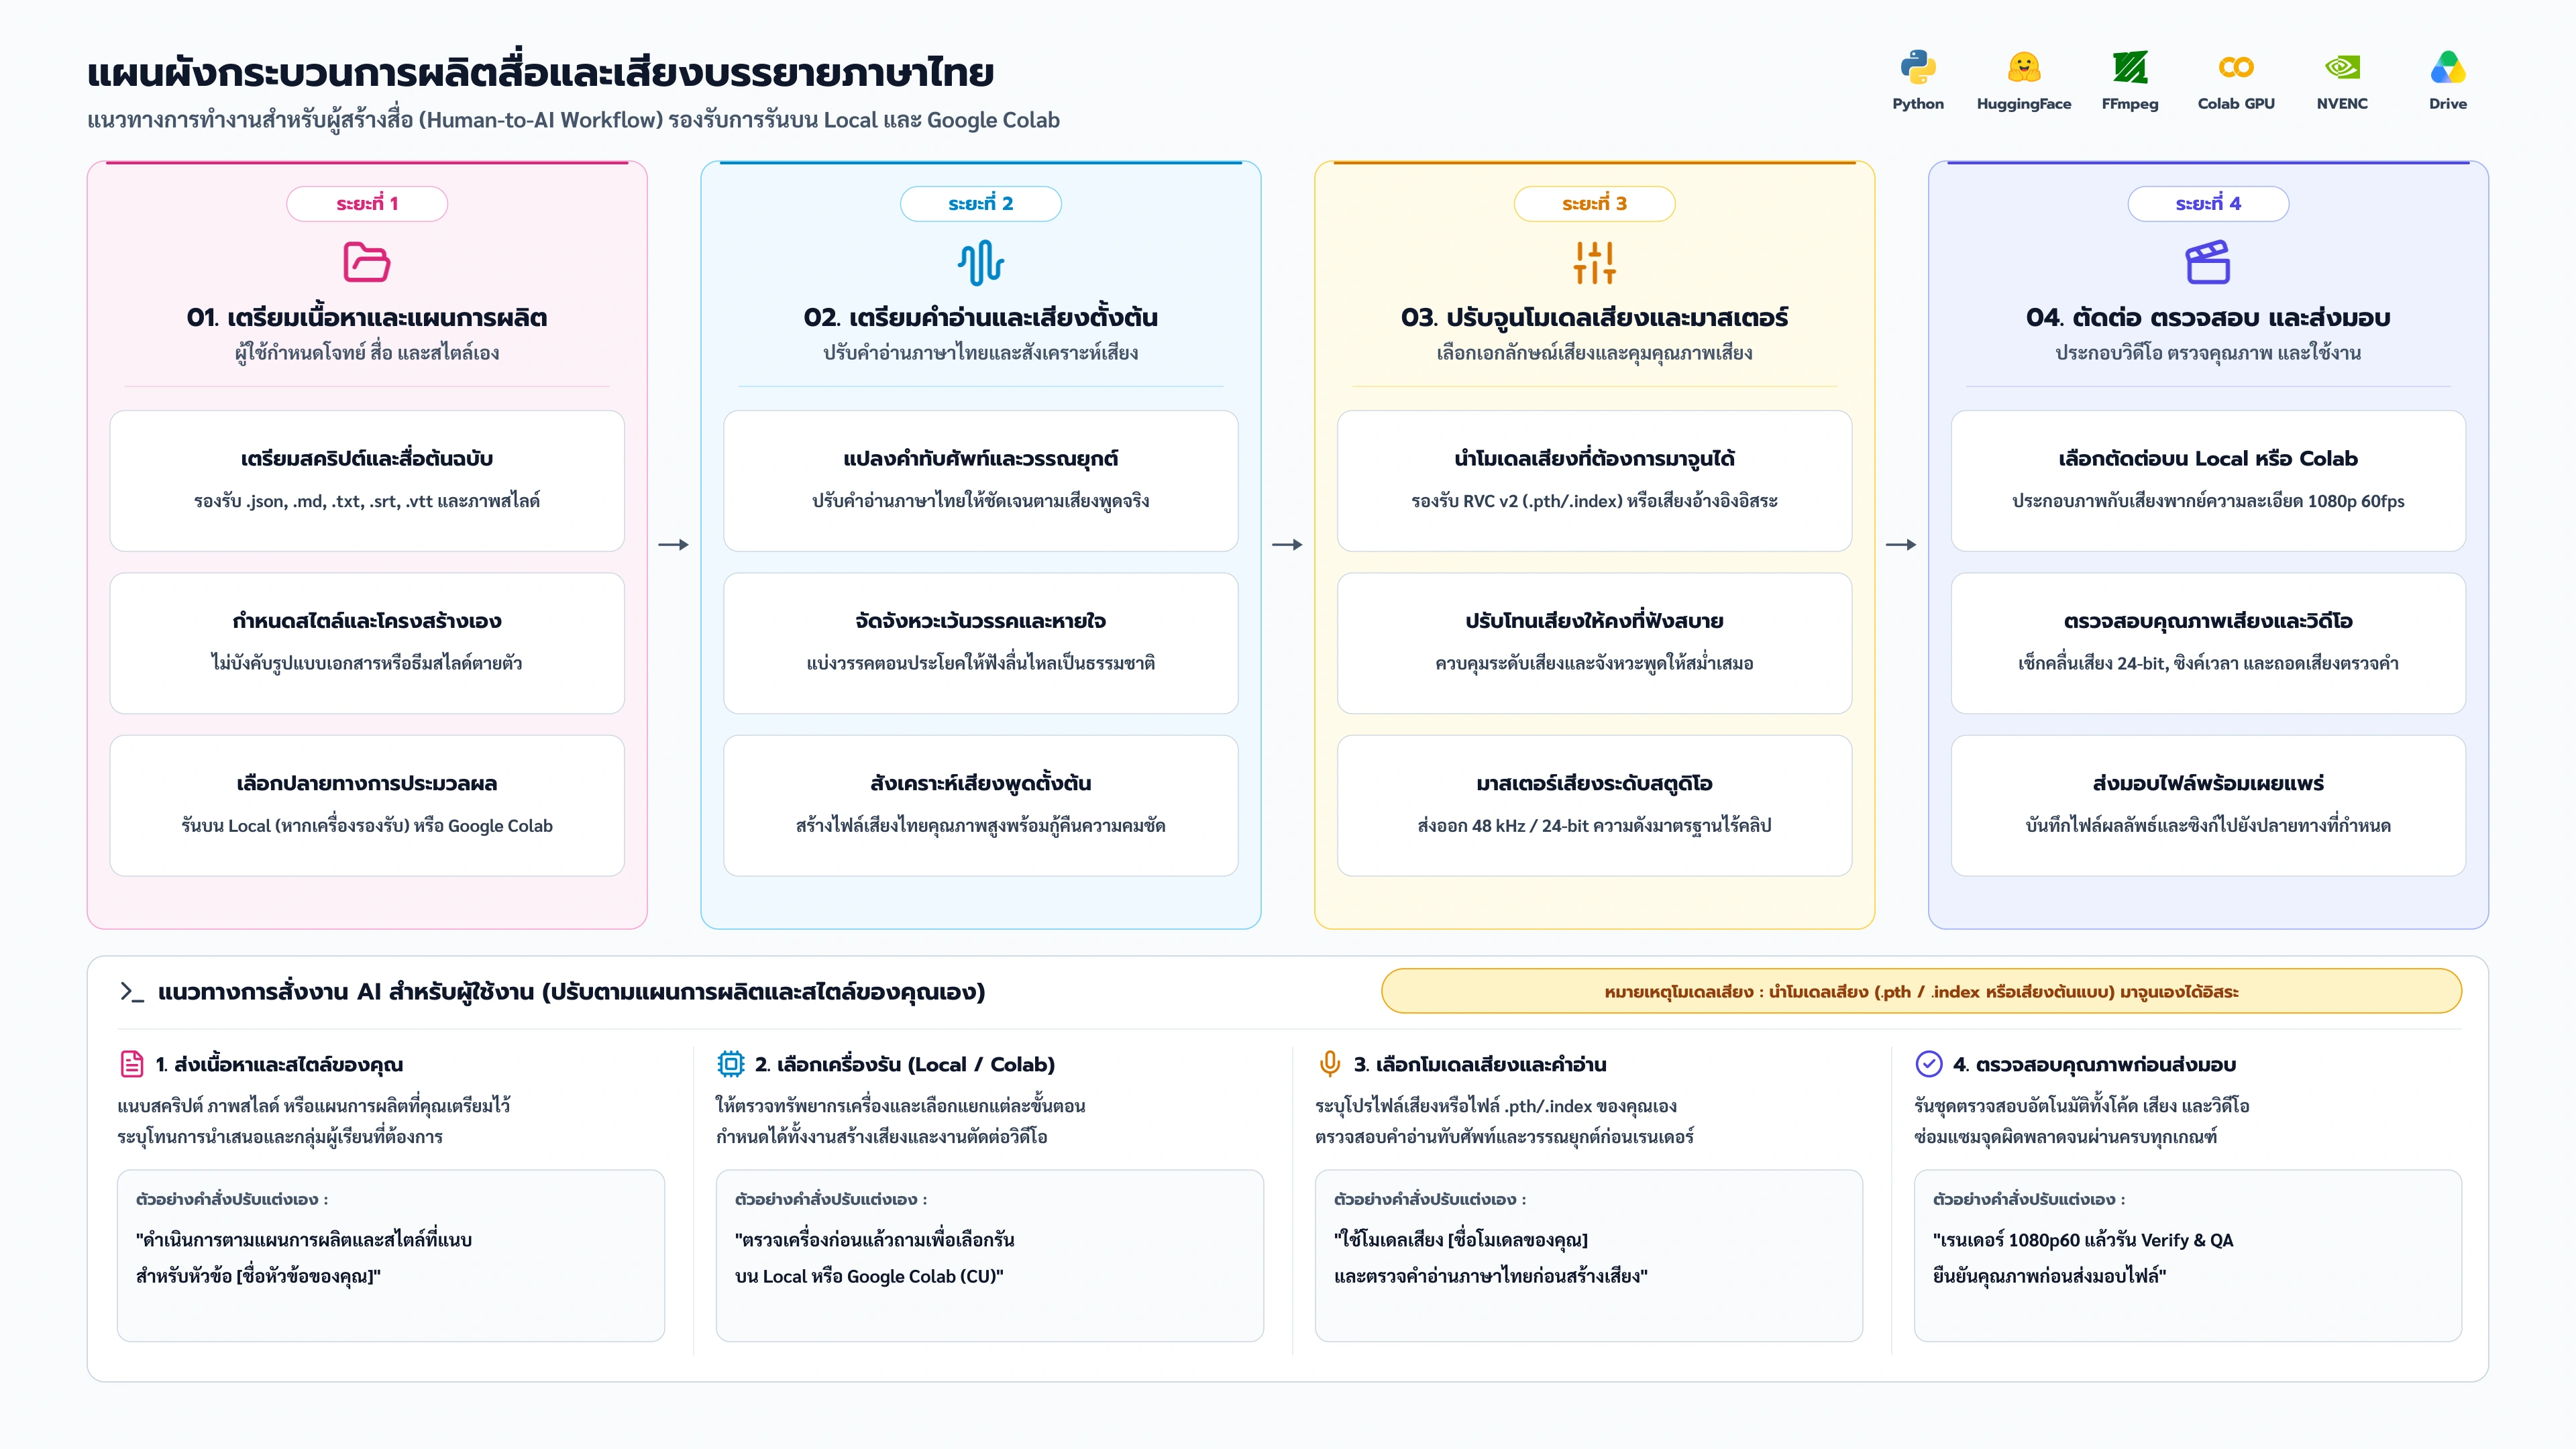 แผนผังกระบวนการผลิตสื่อและเสียงบรรยายภาษาไทย
แนวทางการทำงานสำหรับผู้สร้างสื่อ (Human-to-AI Workflow) รองรับการรันบน Local และ Google Colab
Python
HuggingFace
FFmpeg
Colab GPU
NVENC
Drive
ระยะที่ 1
01. เตรียมเนื้อหาและแผนการผลิต
ผู้ใช้กำหนดโจทย์ สื่อ และสไตล์เอง
เตรียมสคริปต์และสื่อต้นฉบับ
รองรับ .json, .md, .txt, .srt, .vtt และภาพสไลด์
กำหนดสไตล์และโครงสร้างเอง
ไม่บังคับรูปแบบเอกสารหรือธีมสไลด์ตายตัว
เลือกปลายทางการประมวลผล
รันบน Local (หากเครื่องรองรับ) หรือ Google Colab
ระยะที่ 2
02. เตรียมคำอ่านและเสียงตั้งต้น
ปรับคำอ่านภาษาไทยและสังเคราะห์เสียง
แปลงคำทับศัพท์และวรรณยุกต์
ปรับคำอ่านภาษาไทยให้ชัดเจนตามเสียงพูดจริง
จัดจังหวะเว้นวรรคและหายใจ
แบ่งวรรคตอนประโยคให้ฟังลื่นไหลเป็นธรรมชาติ
สังเคราะห์เสียงพูดตั้งต้น
สร้างไฟล์เสียงไทยคุณภาพสูงพร้อมกู้คืนความคมชัด
ระยะที่ 3
03. ปรับจูนโมเดลเสียงและมาสเตอร์
เลือกเอกลักษณ์เสียงและคุมคุณภาพเสียง
นำโมเดลเสียงที่ต้องการมาจูนได้
รองรับ RVC v2 (.pth/.index) หรือเสียงอ้างอิงอิสระ
ปรับโทนเสียงให้คงที่ฟังสบาย
ควบคุมระดับเสียงและจังหวะพูดให้สม่ำเสมอ
มาสเตอร์เสียงระดับสตูดิโอ
ส่งออก 48 kHz / 24-bit ความดังมาตรฐานไร้คลิป
ระยะที่ 4
04. ตัดต่อ ตรวจสอบ และส่งมอบ
ประกอบวิดีโอ ตรวจคุณภาพ และใช้งาน
เลือกตัดต่อบน Local หรือ Colab
ประกอบภาพกับเสียงพากย์ความละเอียด 1080p 60fps
ตรวจสอบคุณภาพเสียงและวิดีโอ
เช็กคลื่นเสียง 24-bit, ซิงค์เวลา และถอดเสียงตรวจคำ
ส่งมอบไฟล์พร้อมเผยแพร่
บันทึกไฟล์ผลลัพธ์และซิงก์ไปยังปลายทางที่กำหนด
แนวทางการสั่งงาน AI สำหรับผู้ใช้งาน (ปรับตามแผนการผลิตและสไตล์ของคุณเอง)
หมายเหตุโมเดลเสียง : นำโมเดลเสียง (.pth / .index หรือเสียงต้นแบบ) มาจูนเองได้อิสระ
1. ส่งเนื้อหาและสไตล์ของคุณ
แนบสคริปต์ ภาพสไลด์ หรือแผนการผลิตที่คุณเตรียมไว้
ระบุโทนการนำเสนอและกลุ่มผู้เรียนที่ต้องการ
ตัวอย่างคำสั่งปรับแต่งเอง :
"ดำเนินการตามแผนการผลิตและสไตล์ที่แนบ
สำหรับหัวข้อ [ชื่อหัวข้อของคุณ]"
2. เลือกเครื่องรัน (Local / Colab)
ให้ตรวจทรัพยากรเครื่องและเลือกแยกแต่ละขั้นตอน
กำหนดได้ทั้งงานสร้างเสียงและงานตัดต่อวิดีโอ
ตัวอย่างคำสั่งปรับแต่งเอง :
"ตรวจเครื่องก่อนแล้วถามเพื่อเลือกรัน
บน Local หรือ Google Colab (CU)"
3. เลือกโมเดลเสียงและคำอ่าน
ระบุโปรไฟล์เสียงหรือไฟล์ .pth/.index ของคุณเอง
ตรวจสอบคำอ่านทับศัพท์และวรรณยุกต์ก่อนเรนเดอร์
ตัวอย่างคำสั่งปรับแต่งเอง :
"ใช้โมเดลเสียง [ชื่อโมเดลของคุณ]
และตรวจคำอ่านภาษาไทยก่อนสร้างเสียง"
4. ตรวจสอบคุณภาพก่อนส่งมอบ
รันชุดตรวจสอบอัตโนมัติทั้งโค้ด เสียง และวิดีโอ
ซ่อมแซมจุดผิดพลาดจนผ่านครบทุกเกณฑ์
ตัวอย่างคำสั่งปรับแต่งเอง :
"เรนเดอร์ 1080p60 แล้วรัน Verify & QA
ยืนยันคุณภาพก่อนส่งมอบไฟล์"